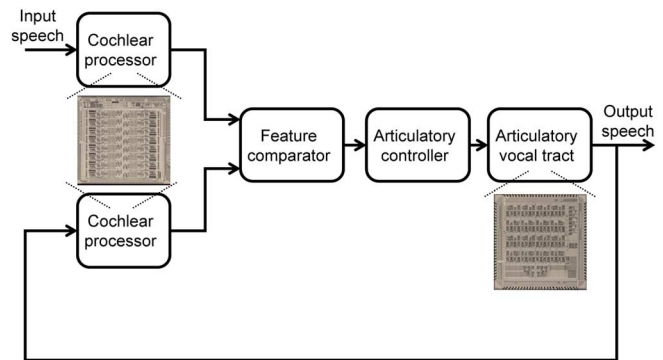 Input
speech
Cochlear
processor
Feature
comparator
Articulatory
controller
Articulatory
vocal tract
Output
speech
Cochlear
processor